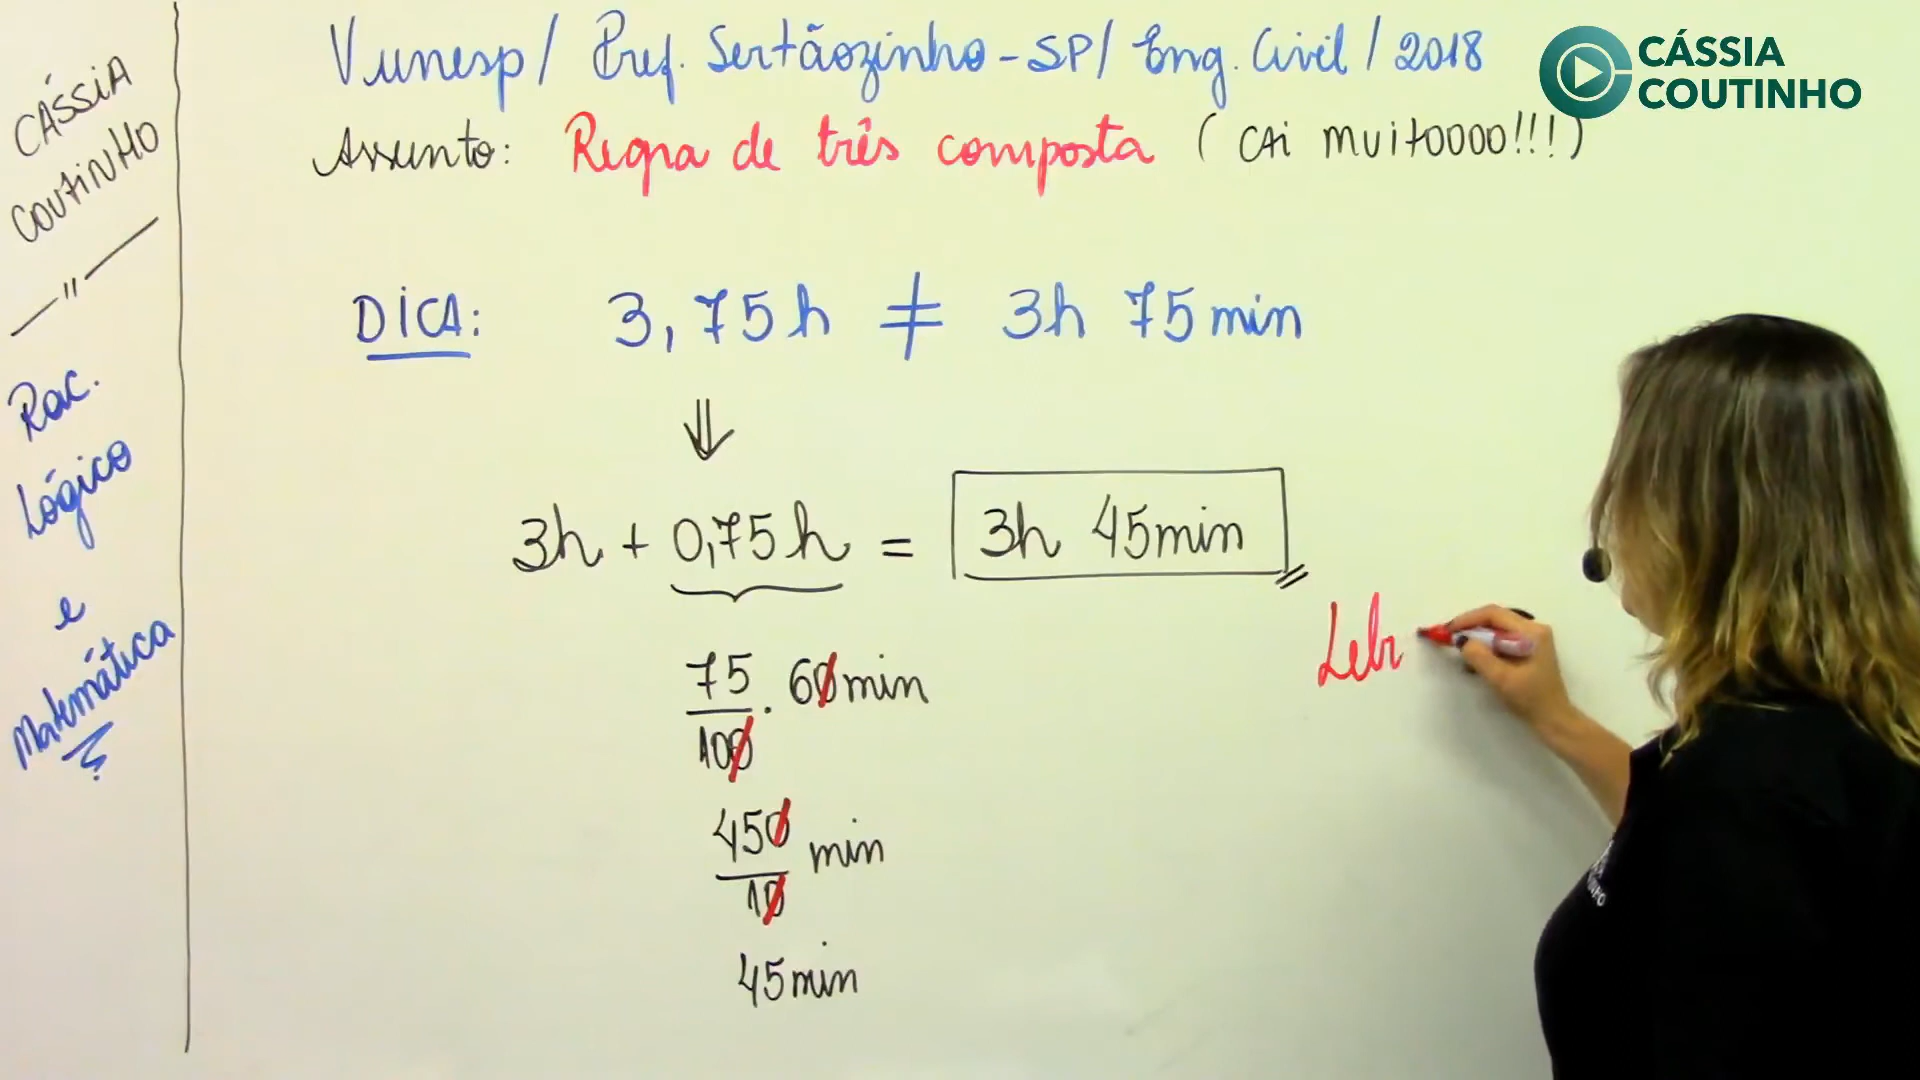 CÁSSIA
COUTINHO
Rac.
Lógico
e
Matemática
Vunesp / Pref. Sertãozinho - SP / Eng. Civil / 2018
Assunto: Regra de três composta (CAi MUitOOOO!!!)
DICA: 3,75h ≠ 3h 75min
⇓
3h + 0,75h = 3h 45min
75/100 . 60min
450/10 min
45min
Lebr
CÁSSIA
COUTINHO